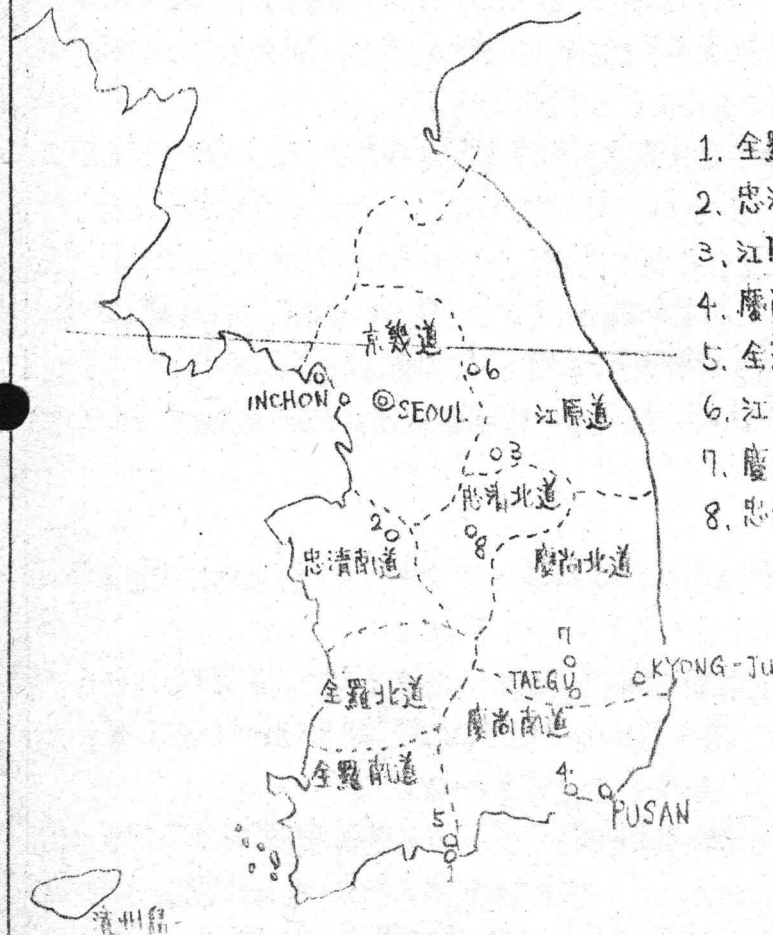 京畿道
6
INCHON
SEOUL
江原道
3
忠清北道
2
8
忠清南道
慶尚北道
7
全羅北道
TAEGU
KYONG-JU
慶尚南道
全羅南道
4
PUSAN
5
1. 全羅
2. 忠
3. 江
4. 慶
5. 全
6. 江
7. 慶
8. 忠